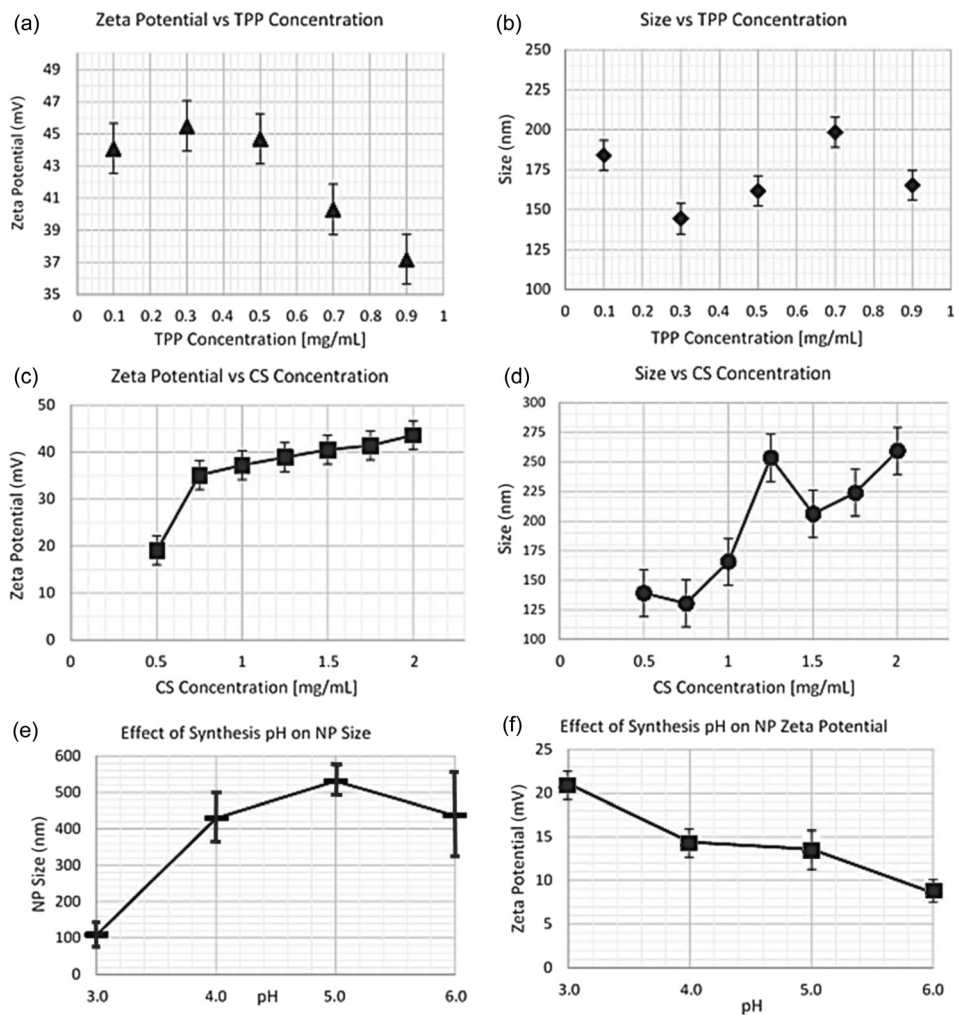 (a)
Zeta Potential vs TPP Concentration
49
47
45
43
41
39
37
35
Zeta Potential (mV)
0 0.1 0.2 0.3 0.4 0.5 0.6 0.7 0.8 0.9 1
TPP Concentration [mg/mL]
(b)
Size vs TPP Concentration
250
225
200
175
150
125
100
Size (nm)
0 0.1 0.2 0.3 0.4 0.5 0.6 0.7 0.8 0.9 1
TPP Concentration [mg/mL]
(c)
Zeta Potential vs CS Concentration
50
40
30
20
10
0
Zeta Potential (mV)
0 0.5 1 1.5 2
CS Concentration [mg/mL]
(d)
Size vs CS Concentration
300
275
250
225
200
175
150
125
100
Size (nm)
0 0.5 1 1.5 2
CS Concentration [mg/mL]
(e)
Effect of Synthesis pH on NP Size
600
500
400
300
200
100
0
NP Size (nm)
3.0 4.0 5.0 6.0
pH
(f)
Effect of Synthesis pH on NP Zeta Potential
25
20
15
10
5
0
Zeta Potential (mV)
3.0 4.0 5.0 6.0
pH